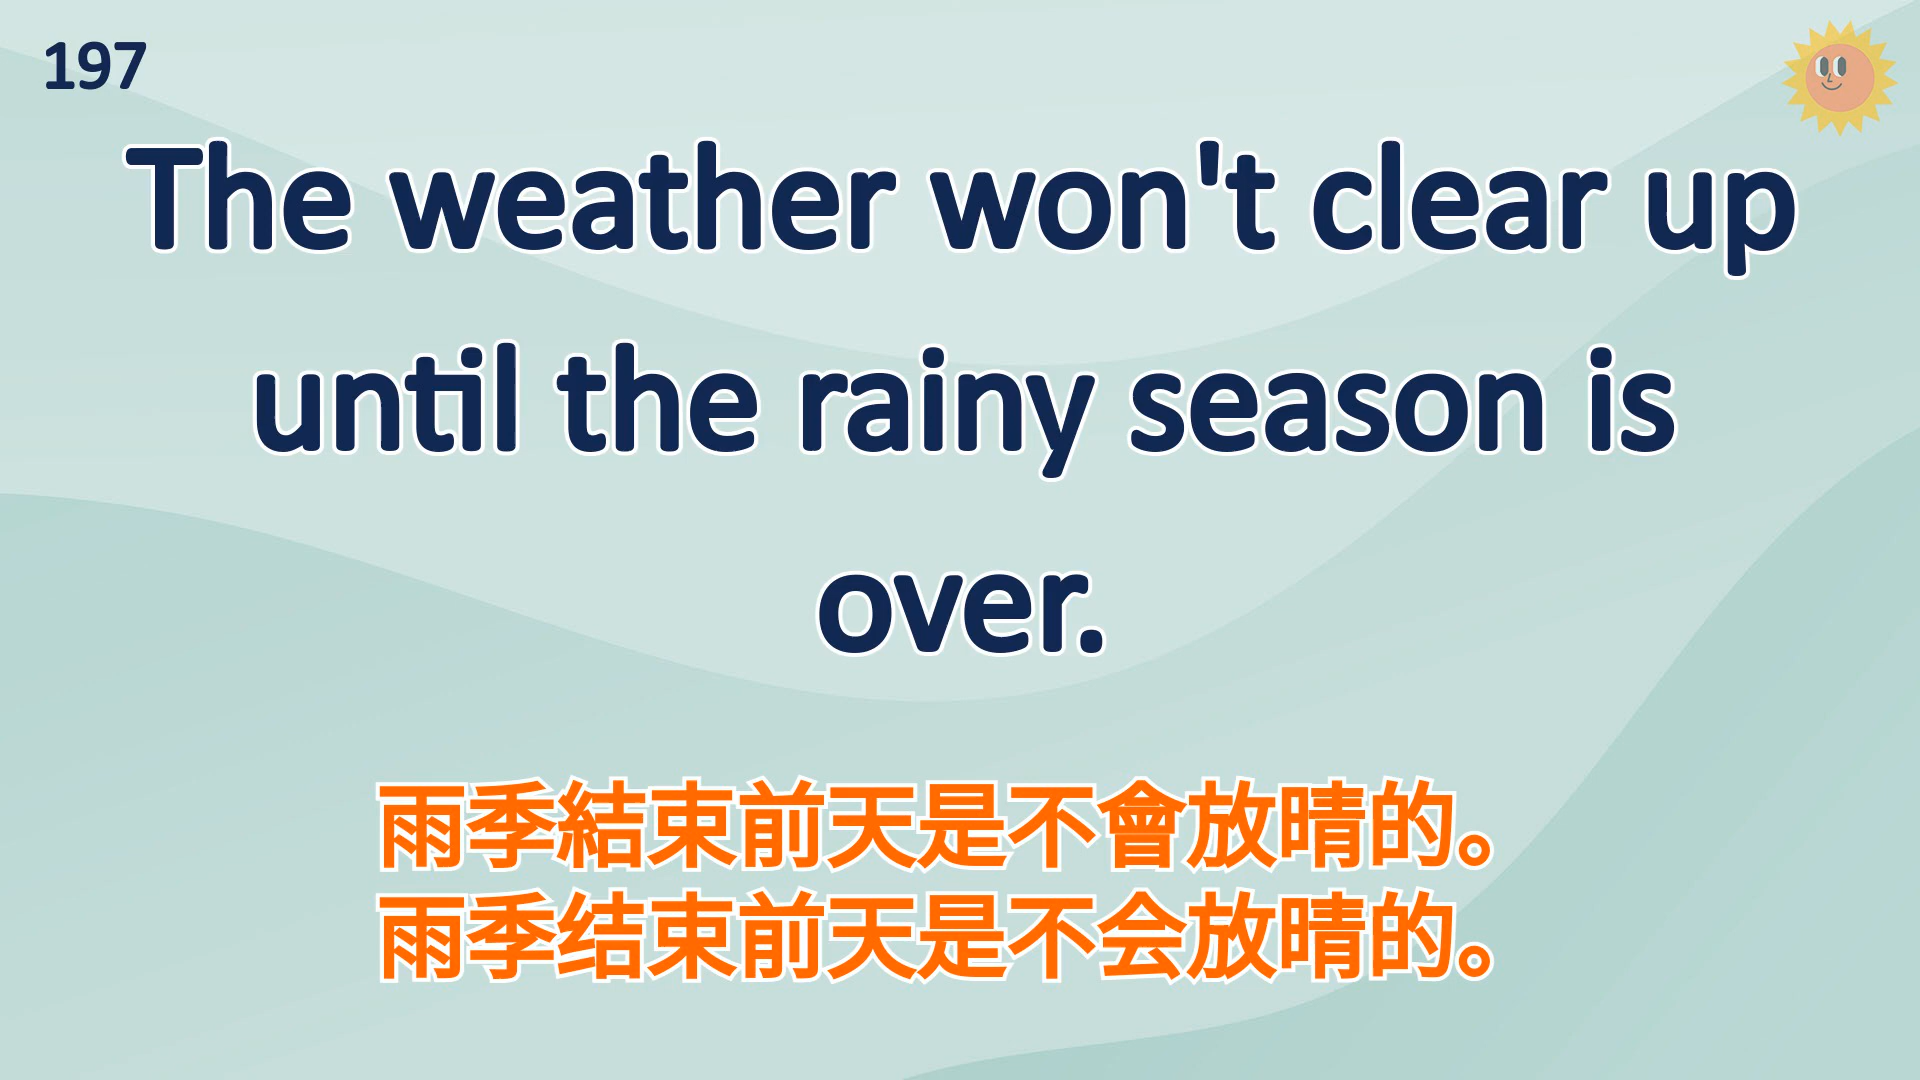 197
The weather won't clear up
until the rainy season is
over.
雨季結束前天是不會放晴的。
雨季结束前天是不会放晴的。